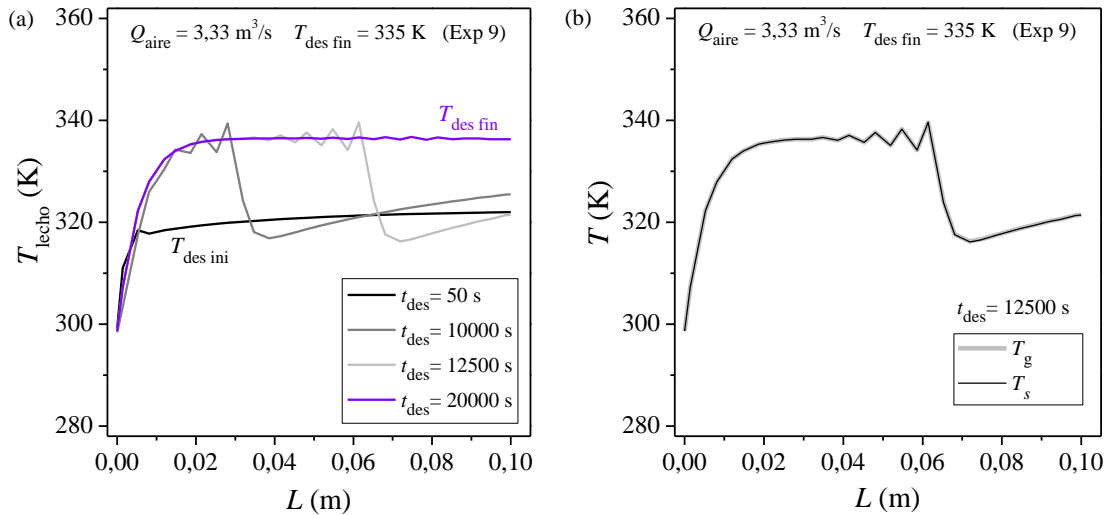 (a)
Q_aire = 3,33 m³/s T_des fin = 335 K (Exp 9)
360
340
320
300
280
T_lecho (K)
T_des fin
T_des ini
t_des= 50 s
t_des= 10000 s
t_des= 12500 s
t_des= 20000 s
0,00 0,02 0,04 0,06 0,08 0,10
L (m)
(b)
Q_aire = 3,33 m³/s T_des fin = 335 K (Exp 9)
360
340
320
300
280
T (K)
t_des= 12500 s
T_g
T_s
0,00 0,02 0,04 0,06 0,08 0,10
L (m)